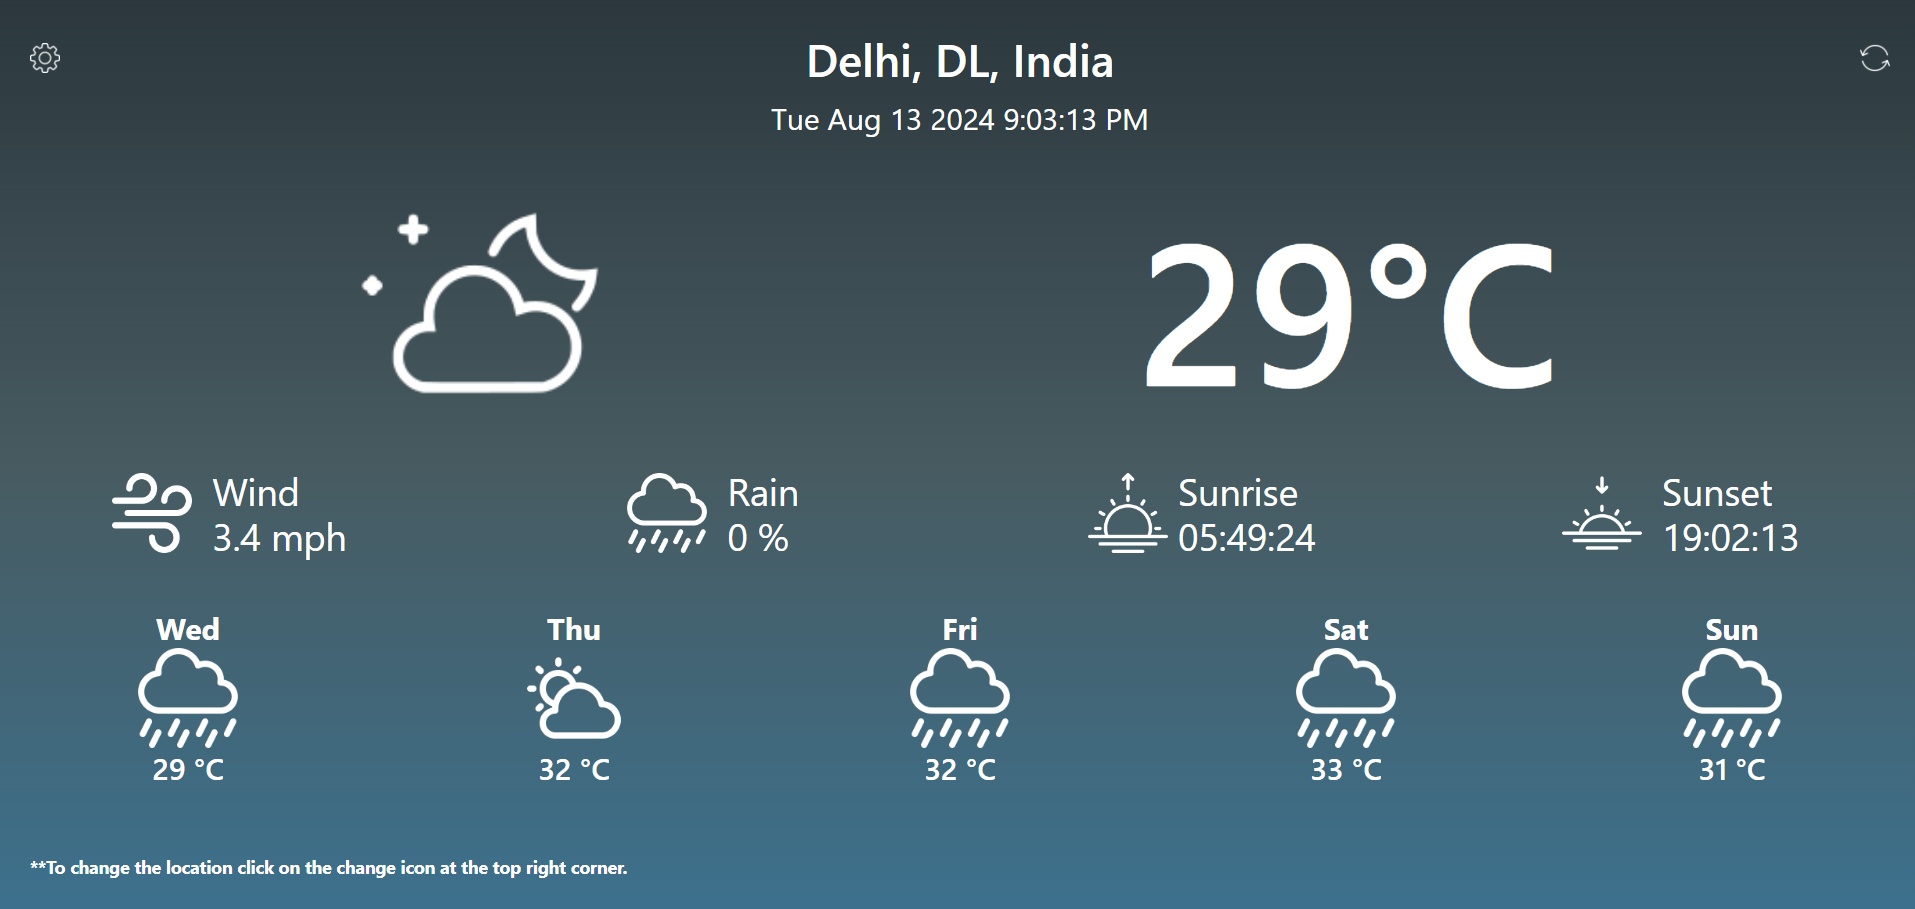 Delhi, DL, India
Tue Aug 13 2024 9:03:13 PM
29°C
Wind
3.4 mph
Rain
0 %
Sunrise
05:49:24
Sunset
19:02:13
Wed
29 °C
Thu
32 °C
Fri
32 °C
Sat
33 °C
Sun
31 °C
**To change the location click on the change icon at the top right corner.